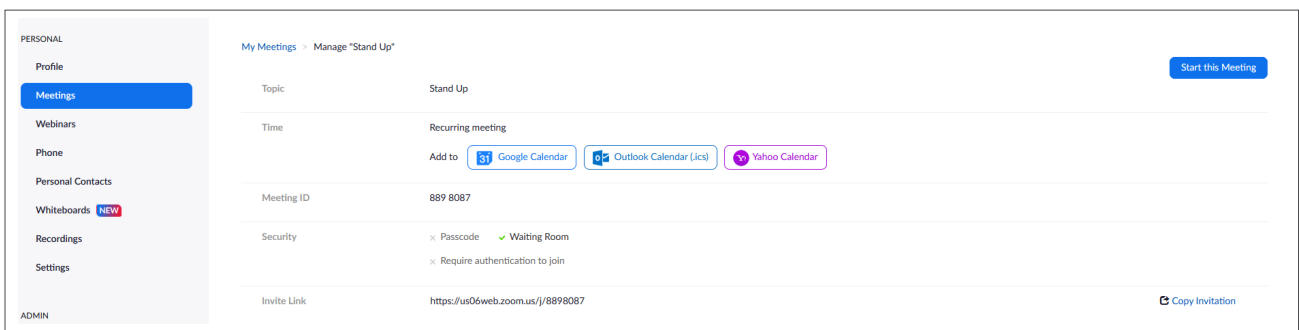 PERSONAL
Profile
Meetings
Webinars
Phone
Personal Contacts
Whiteboards NEW
Recordings
Settings
ADMIN
My Meetings > Manage "Stand Up"
Start this Meeting
Topic Stand Up
Time Recurring meeting
Add to 31 Google Calendar Outlook Calendar (.ics) Yahoo Calendar
Meeting ID 889 8087
Security × Passcode ✓ Waiting Room
× Require authentication to join
Invite Link https://us06web.zoom.us/j/8898087 Copy Invitation